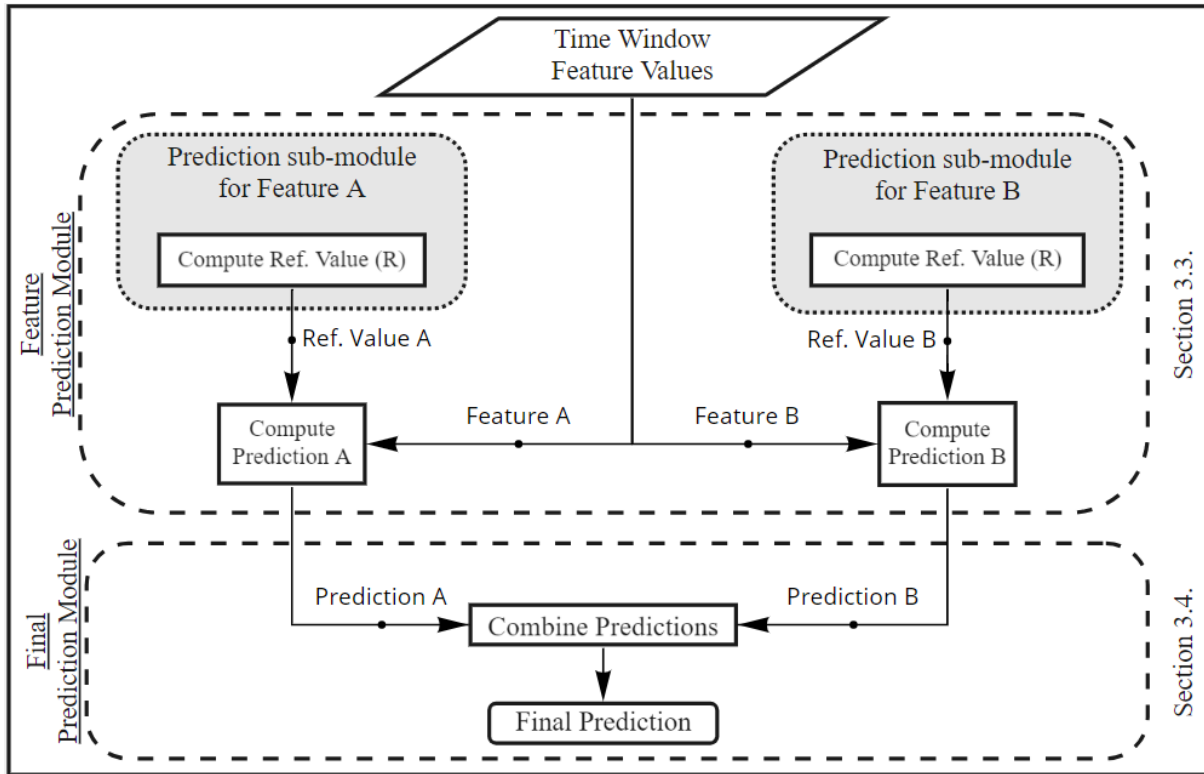 Time Window
Feature Values
Prediction sub-module
for Feature A
Compute Ref. Value (R)
Ref. Value A
Prediction sub-module
for Feature B
Compute Ref. Value (R)
Ref. Value B
Feature
Prediction Module
Section 3.3.
Feature A
Feature B
Compute
Prediction A
Compute
Prediction B
Final
Prediction Module
Section 3.4.
Prediction A
Prediction B
Combine Predictions
Final Prediction